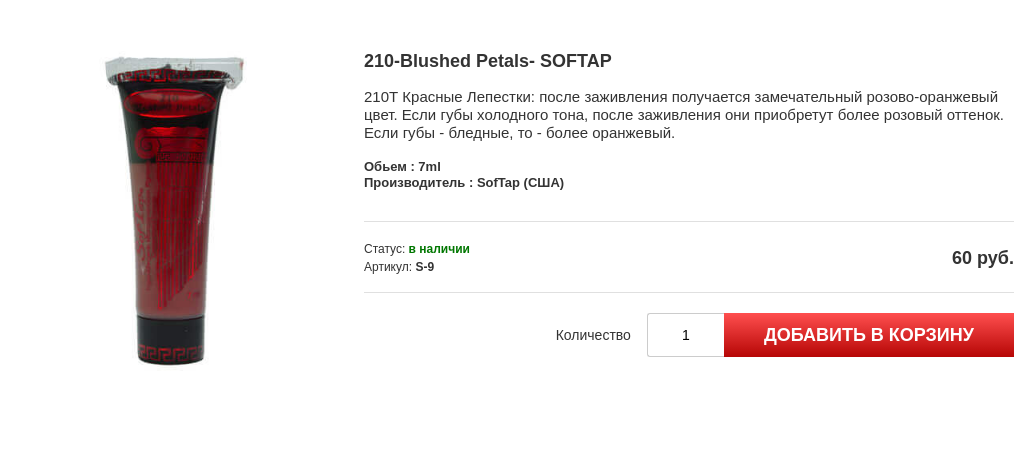 210-Blushed Petals- SOFTAP
210T Красные Лепестки: после заживления получается замечательный розово-оранжевый
цвет. Если губы холодного тона, после заживления они приобретут более розовый оттенок.
Если губы - бледные, то - более оранжевый.
Обьем : 7ml
Производитель : SofTap (США)
Статус: в наличии
Артикул: S-9
60 руб.
Количество
1
ДОБАВИТЬ В КОРЗИНУ